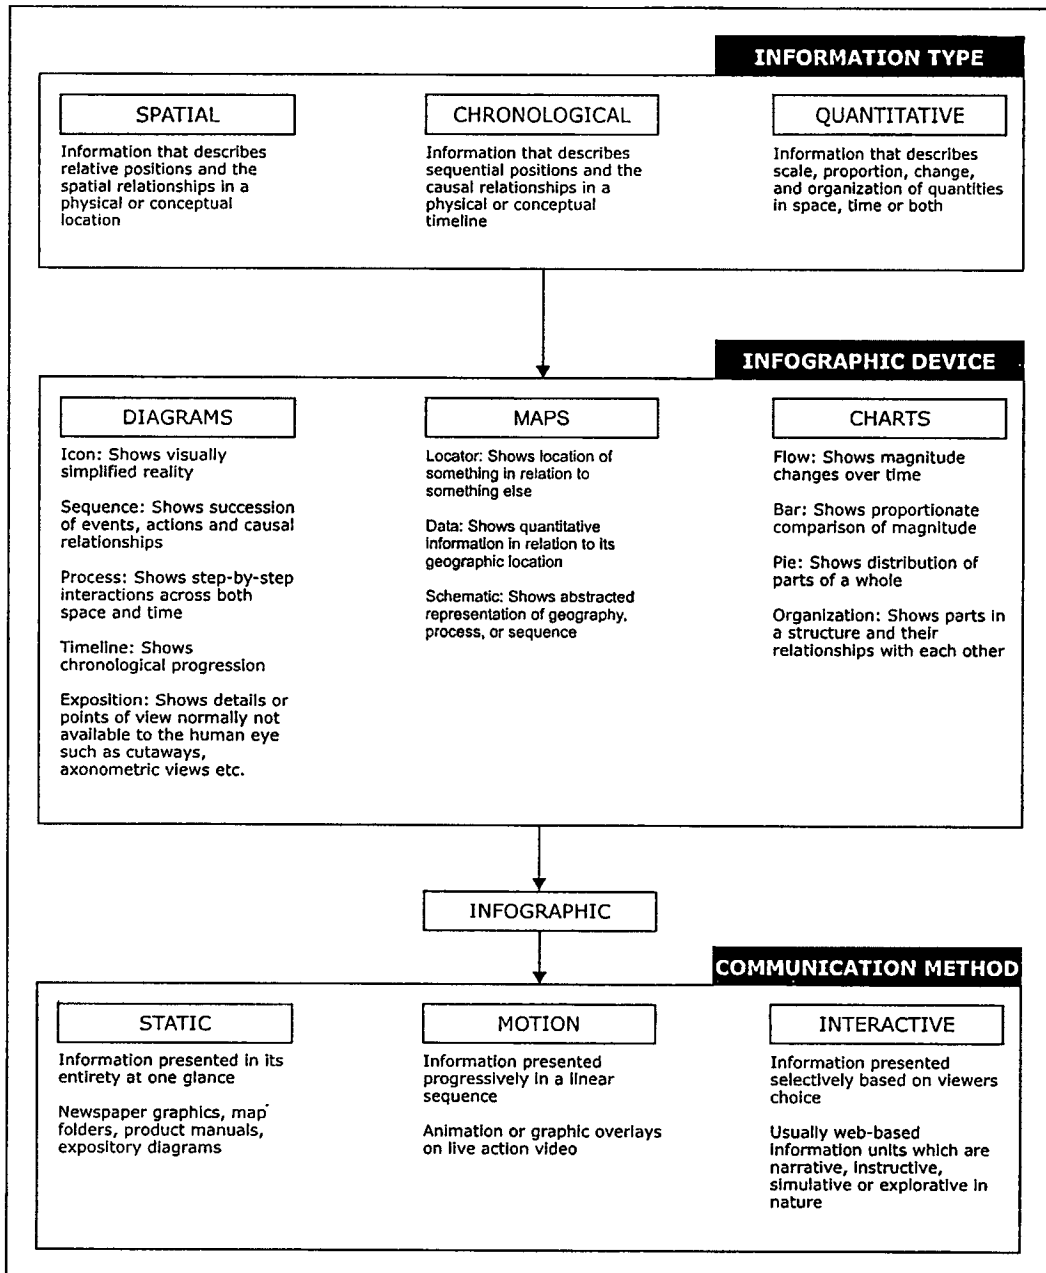 INFORMATION TYPE
SPATIAL
Information that describes
relative positions and the
spatial relationships in a
physical or conceptual
location
CHRONOLOGICAL
Information that describes
sequential positions and the
causal relationships in a
physical or conceptual
timeline
QUANTITATIVE
Information that describes
scale, proportion, change,
and organization of quantities
in space, time or both
INFOGRAPHIC DEVICE
DIAGRAMS
Icon: Shows visually
simplified reality
Sequence: Shows succession
of events, actions and causal
relationships
Process: Shows step-by-step
interactions across both
space and time
Timeline: Shows
chronological progression
Exposition: Shows details or
points of view normally not
available to the human eye
such as cutaways,
axonometric views etc.
MAPS
Locator: Shows location of
something in relation to
something else
Data: Shows quantitative
information in relation to its
geographic location
Schematic: Shows abstracted
representation of geography,
process, or sequence
CHARTS
Flow: Shows magnitude
changes over time
Bar: Shows proportionate
comparison of magnitude
Pie: Shows distribution of
parts of a whole
Organization: Shows parts in
a structure and their
relationships with each other
INFOGRAPHIC
COMMUNICATION METHOD
STATIC
Information presented in its
entirety at one glance
Newspaper graphics, map
folders, product manuals,
expository diagrams
MOTION
Information presented
progressively in a linear
sequence
Animation or graphic overlays
on live action video
INTERACTIVE
Information presented
selectively based on viewers
choice
Usually web-based
information units which are
narrative, instructive,
simulative or explorative in
nature